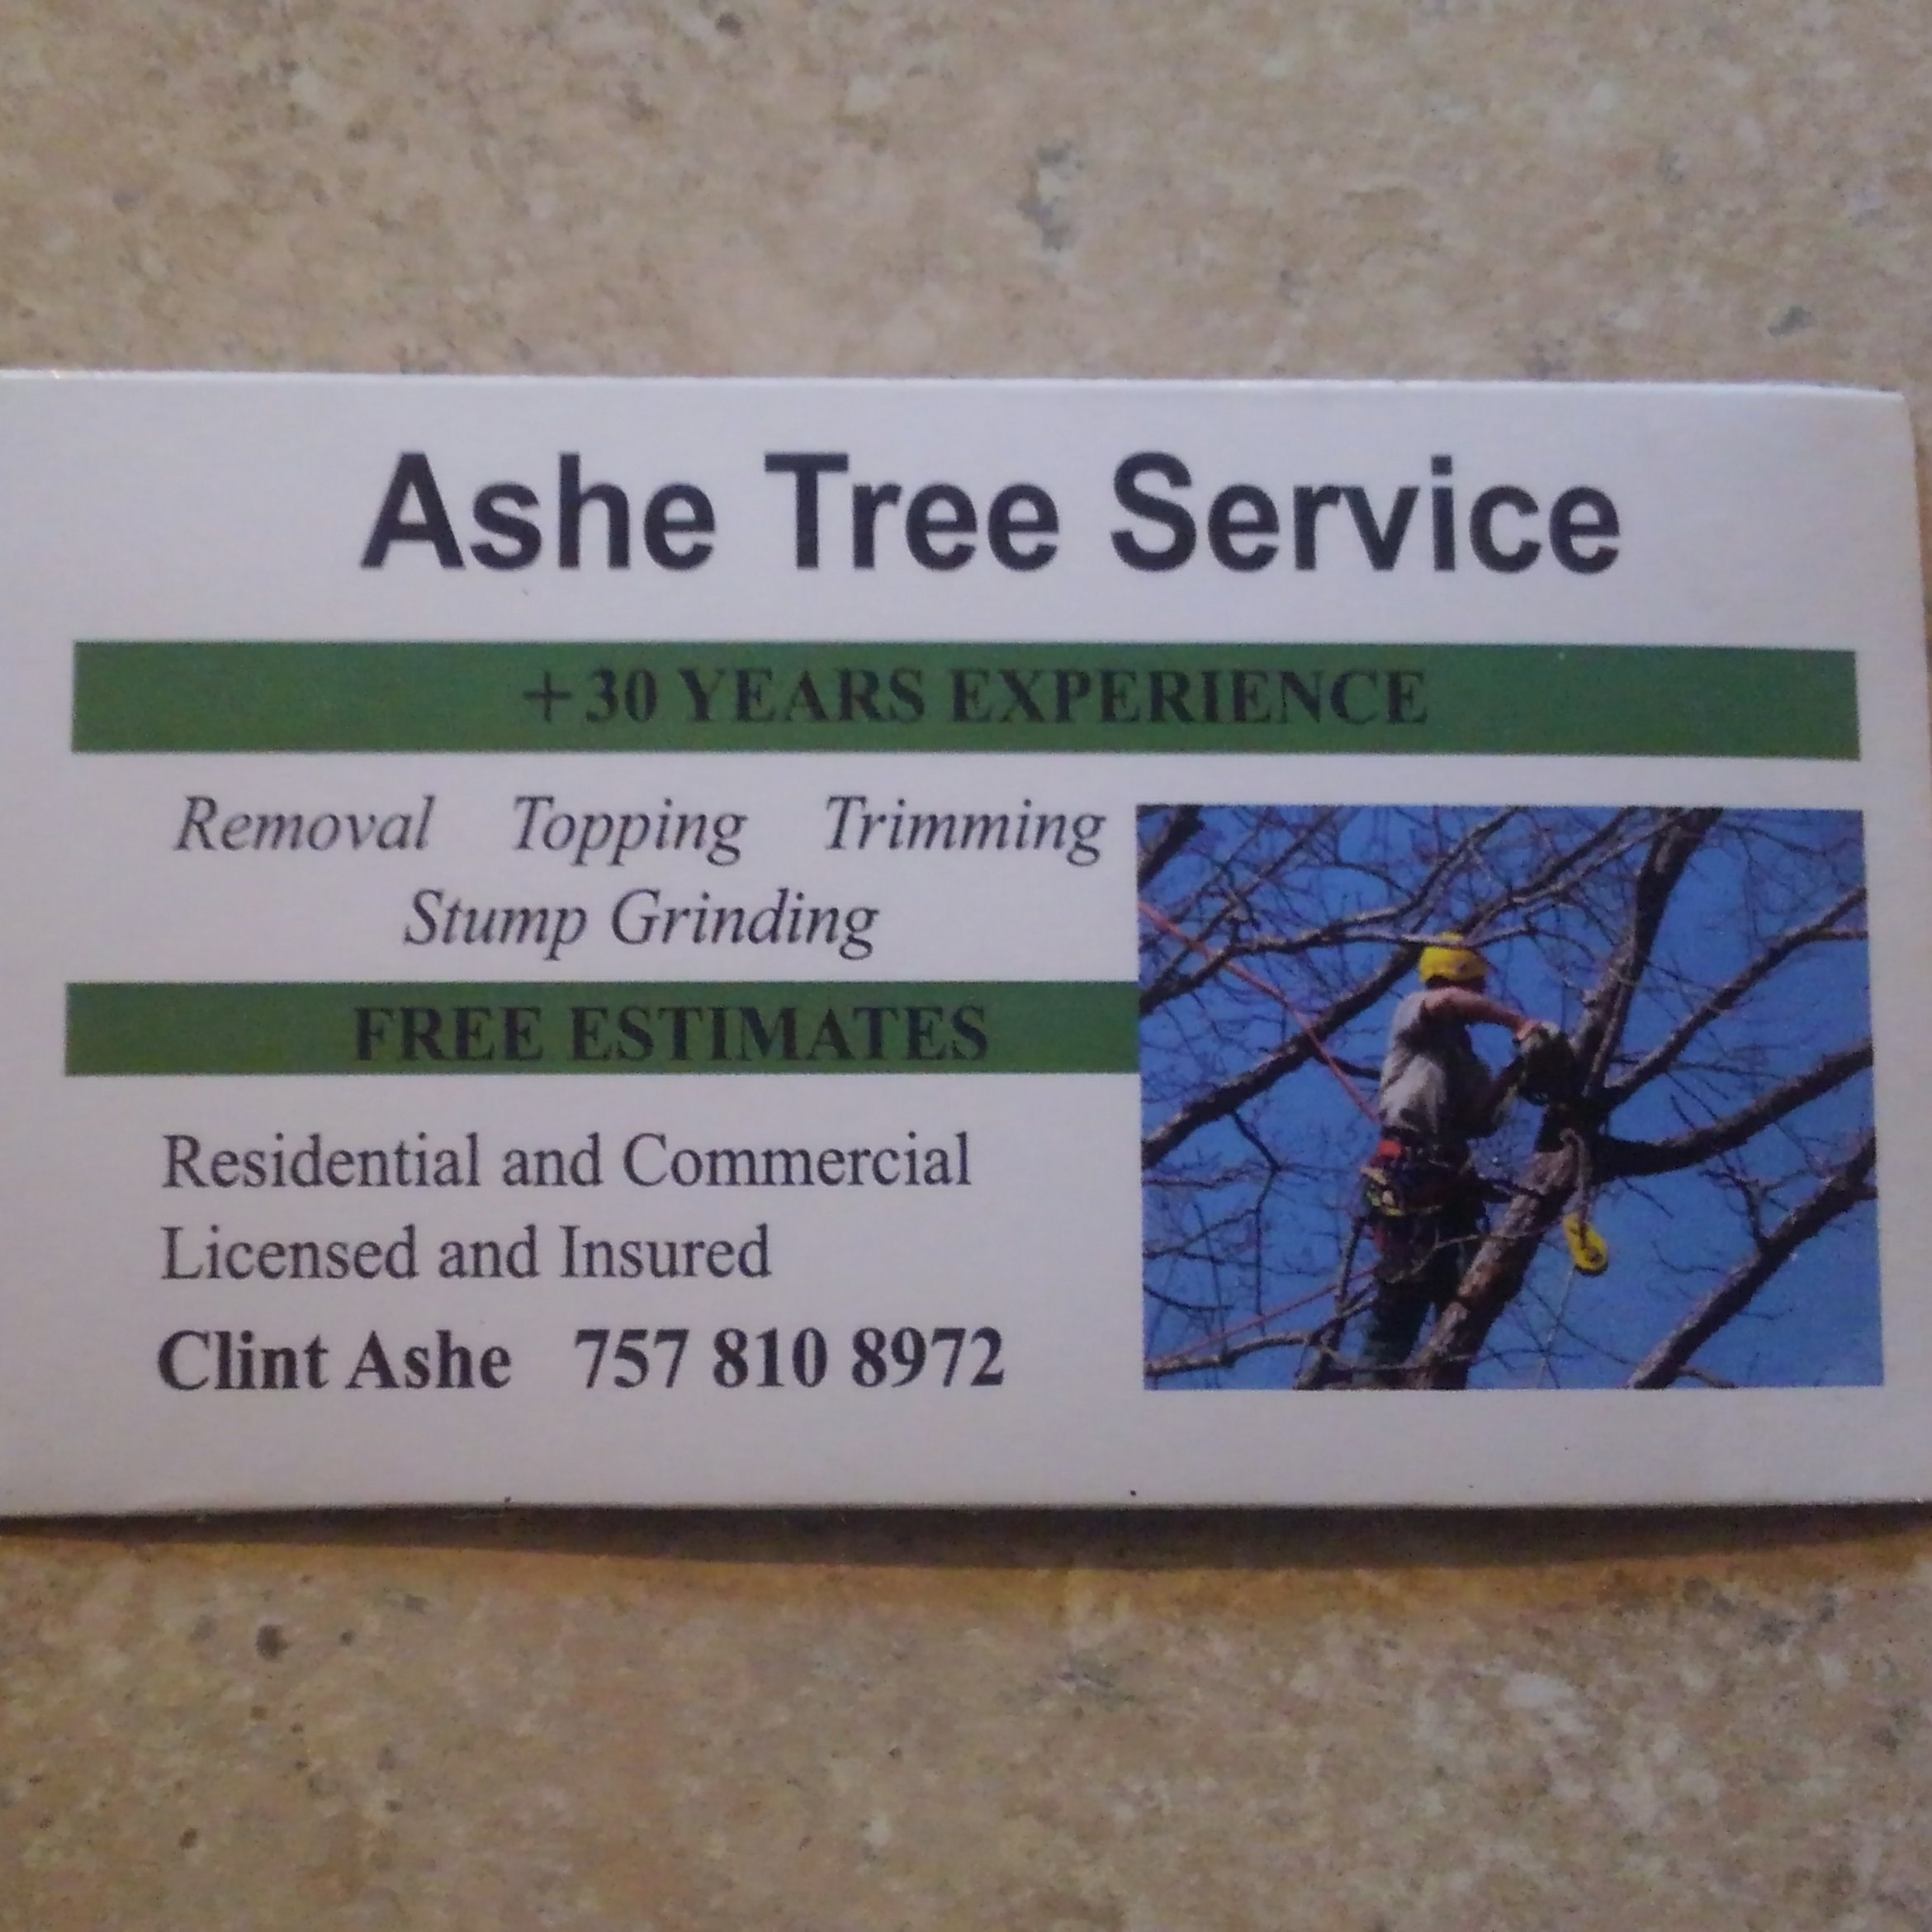 Ashe Tree Service
+30 YEARS EXPERIENCE
Removal Topping Trimming
Stump Grinding
FREE ESTIMATES
Residential and Commercial
Licensed and Insured
Clint Ashe 757 810 8972